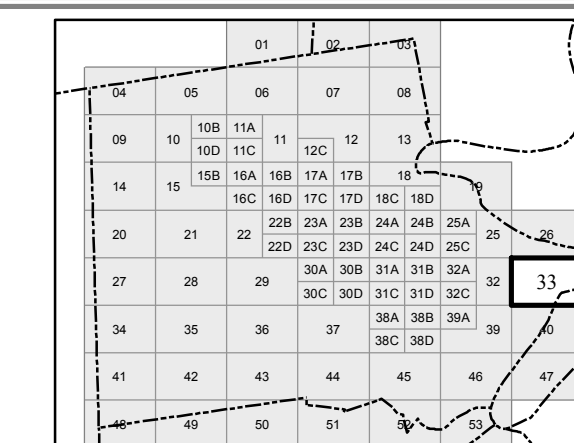 01 02 03
04 05 06 07 08
10B 11A
09 10 11 12 13
10D 11C 12C
15B 16A 16B 17A 17B 18
14 15 19
16C 16D 17C 17D 18C 18D
22B 23A 23B 24A 24B 25A
20 21 22 25 26
22D 23C 23D 24C 24D 25C
30A 30B 31A 31B 32A
27 28 29 32 33
30C 30D 31C 31D 32C
38A 38B 39A
34 35 36 37 39 40
38C 38D
41 42 43 44 45 46 47
48 49 50 51 52 53